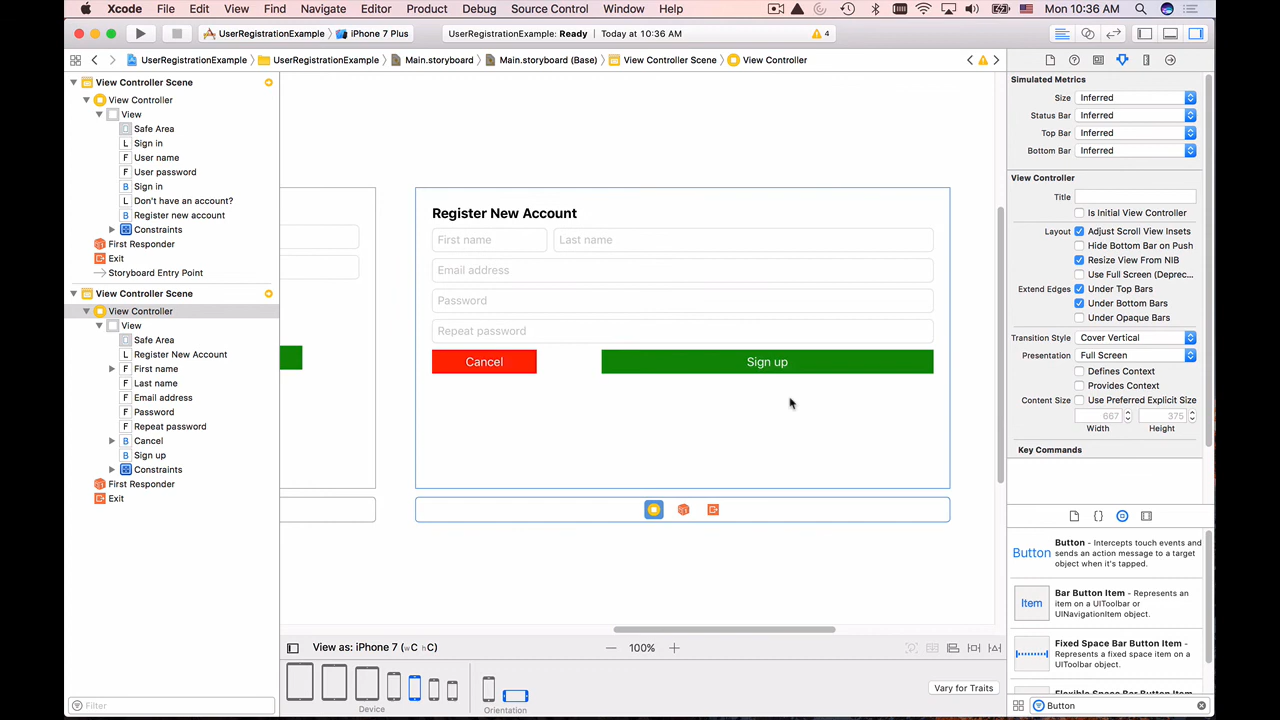 Xcode File Edit View Find Navigate Editor Product Debug Source Control Window Help Mon 10:36 AM
UserRegistrationExample iPhone 7 Plus UserRegistrationExample: Ready | Today at 10:36 AM 4
UserRegistrationExample UserRegistrationExample Main.storyboard Main.storyboard (Base) View Controller Scene View Controller
View Controller Scene
View Controller
View
Safe Area
L Sign in
F User name
F User password
B Sign in
L Don't have an account?
B Register new account
Constraints
First Responder
Exit
Storyboard Entry Point
View Controller Scene
View Controller
View
Safe Area
L Register New Account
F First name
F Last name
F Email address
F Password
F Repeat password
B Cancel
B Sign up
Constraints
First Responder
Exit
Filter
Register New Account
First name Last name
Email address
Password
Repeat password
Cancel Sign up
View as: iPhone 7 (wC hC) 100%
Device Orientation
Vary for Traits
Simulated Metrics
Size Inferred
Status Bar Inferred
Top Bar Inferred
Bottom Bar Inferred
View Controller
Title
Is Initial View Controller
Layout Adjust Scroll View Insets
Hide Bottom Bar on Push
Resize View From NIB
Use Full Screen (Deprec...
Extend Edges Under Top Bars
Under Bottom Bars
Under Opaque Bars
Transition Style Cover Vertical
Presentation Full Screen
Defines Context
Provides Context
Content Size Use Preferred Explicit Size
667 375
Width Height
Key Commands
{}
Button Button - Intercepts touch events and
sends an action message to a target
object when it's tapped.
Item Bar Button Item - Represents an
item on a UIToolbar or
UINavigationItem object.
Fixed Space Bar Button Item -
Represents a fixed space item on a
UIToolbar object.
Flexible Space Bar Button Item
Button